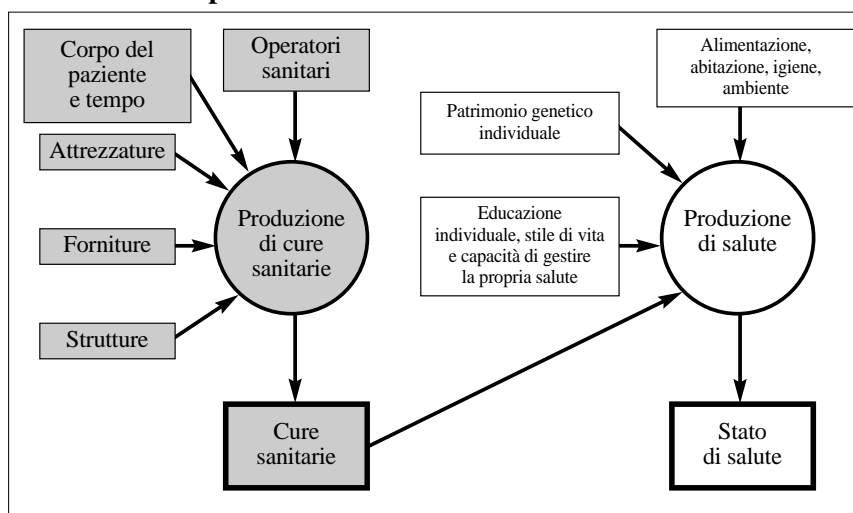 Corpo del
paziente
e tempo
Operatori
sanitari
Alimentazione,
abitazione, igiene,
ambiente
Patrimonio genetico
individuale
Attrezzature
Produzione
di cure
sanitarie
Educazione
individuale, stile di vita
e capacità di gestire
la propria salute
Produzione
di salute
Forniture
Strutture
Cure
sanitarie
Stato
di salute